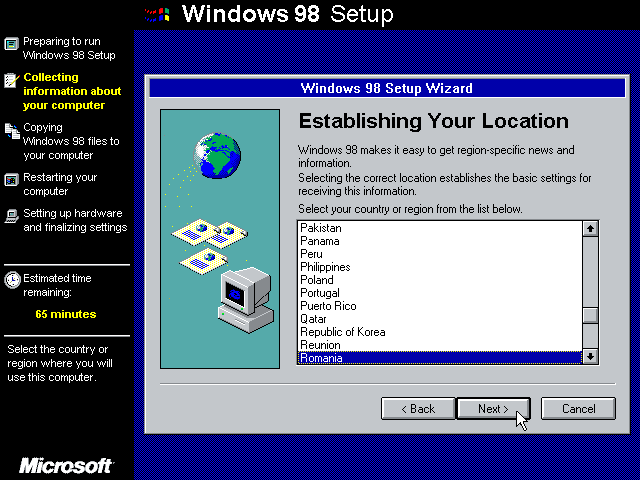 Windows 98 Setup
Preparing to run
Windows 98 Setup
Collecting
information about
your computer
Copying
Windows 98 files to
your computer
Restarting your
computer
Setting up hardware
and finalizing settings
Estimated time
remaining:
65 minutes
Select the country or
region where you will
use this computer.
Microsoft
Windows 98 Setup Wizard
Establishing Your Location
Windows 98 makes it easy to get region-specific news and
information.
Selecting the correct location establishes the basic settings for
receiving this information.
Select your country or region from the list below.
Pakistan
Panama
Peru
Philippines
Poland
Portugal
Puerto Rico
Qatar
Republic of Korea
Reunion
Romania
< Back
Next >
Cancel